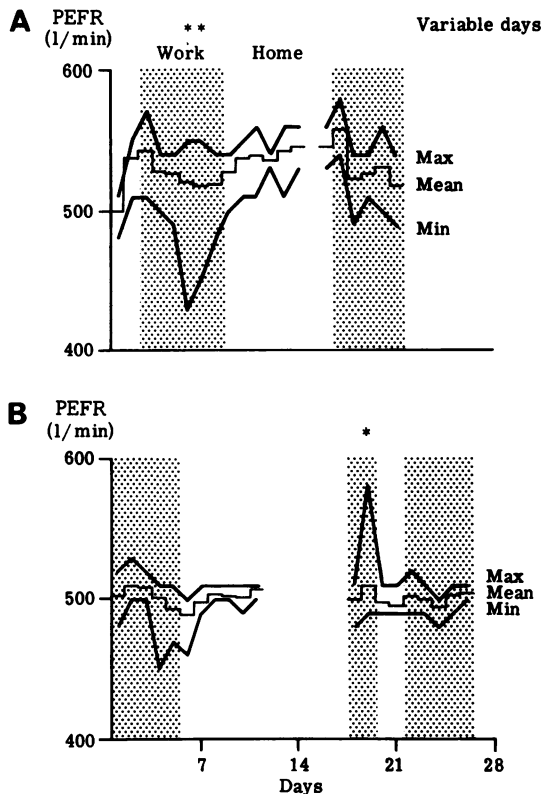 A
PEFR
(l/min)
**
Variable days
Work
Home
600
Max
Mean
500
Min
400
B
PEFR
(l/min)
*
600
Max
Mean
500
Min
400
7
14
21
28
Days